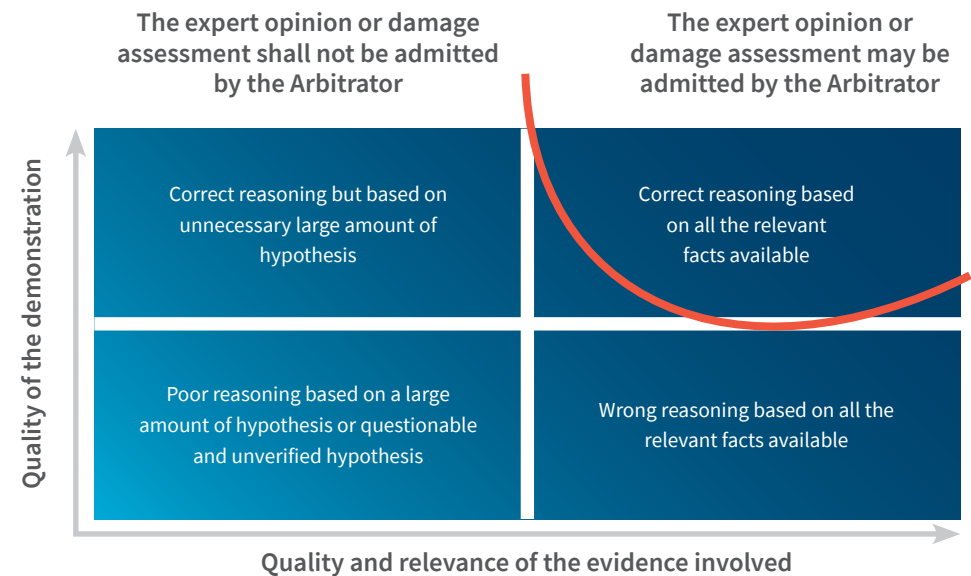 The expert opinion or damage
assessment shall not be admitted
by the Arbitrator
The expert opinion or
damage assessment may be
admitted by the Arbitrator
Quality of the demonstration
Correct reasoning but based on
unnecessary large amount of
hypothesis
Correct reasoning based
on all the relevant
facts available
Poor reasoning based on a large
amount of hypothesis or questionable
and unverified hypothesis
Wrong reasoning based on all the
relevant facts available
Quality and relevance of the evidence involved